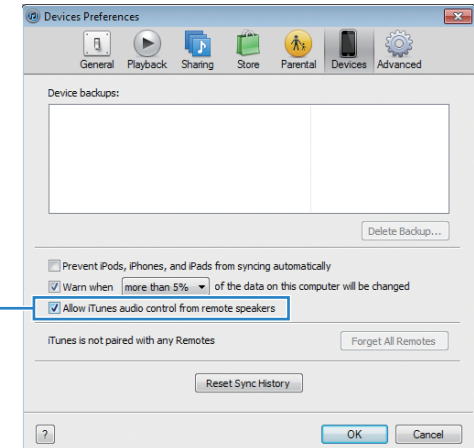 Devices Preferences
General Playback Sharing Store Parental Devices Advanced
Device backups:
Delete Backup...
Prevent iPods, iPhones, and iPads from syncing automatically
Warn when more than 5% of the data on this computer will be changed
Allow iTunes audio control from remote speakers
iTunes is not paired with any Remotes Forget All Remotes
Reset Sync History
? OK Cancel